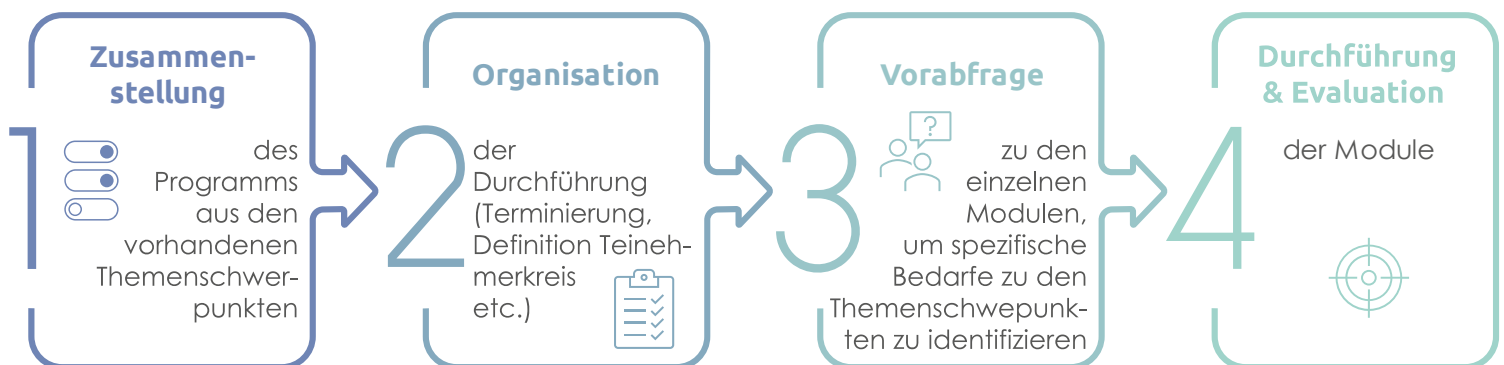 1
Zusammen-
stellung
des
Programms
aus den
vorhandenen
Themenschwer-
punkten
2
Organisation
der
Durchführung
(Terminierung,
Definition Teineh-
merkreis
etc.)
3
Vorabfrage
?
zu den
einzelnen
Modulen,
um spezifische
Bedarfe zu den
Themenschwepunk-
ten zu identifizieren
4
Durchführung
& Evaluation
der Module